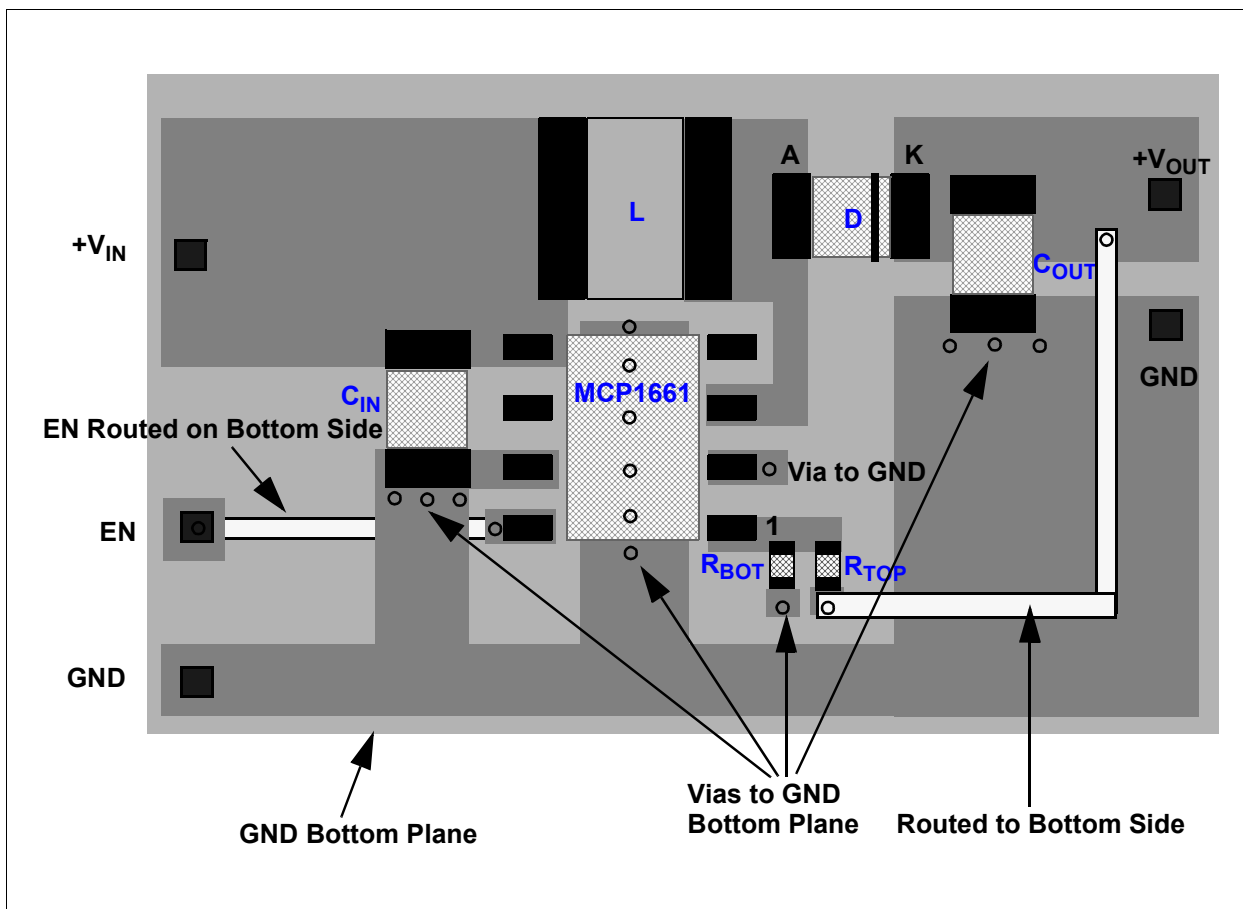 A
K
+VOUT
L
D
+VIN
COUT
GND
MCP1661
CIN
EN Routed on Bottom Side
Via to GND
EN
1
RBOT
RTOP
GND
Vias to GND
Bottom Plane
GND Bottom Plane
Routed to Bottom Side